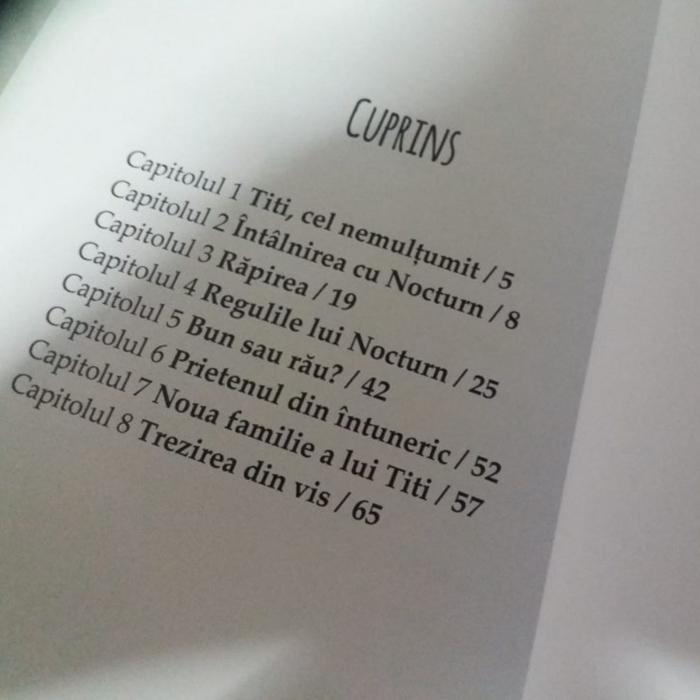 CUPRINS
Capitolul 1 Titi, cel nemulțumit / 5
Capitolul 2 Întâlnirea cu Nocturn / 8
Capitolul 3 Răpirea / 19
Capitolul 4 Regulile lui Nocturn / 25
Capitolul 5 Bun sau rău? / 42
Capitolul 6 Prietenul din întuneric / 52
Capitolul 7 Noua familie a lui Titi / 57
Capitolul 8 Trezirea din vis / 65